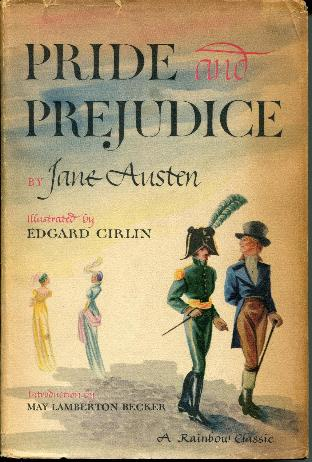 PRIDE and
PREJUDICE
BY Jane Austen
Illustrated by
EDGARD CIRLIN
Introduction by
MAY LAMBERTON BECKER
A Rainbow Classic